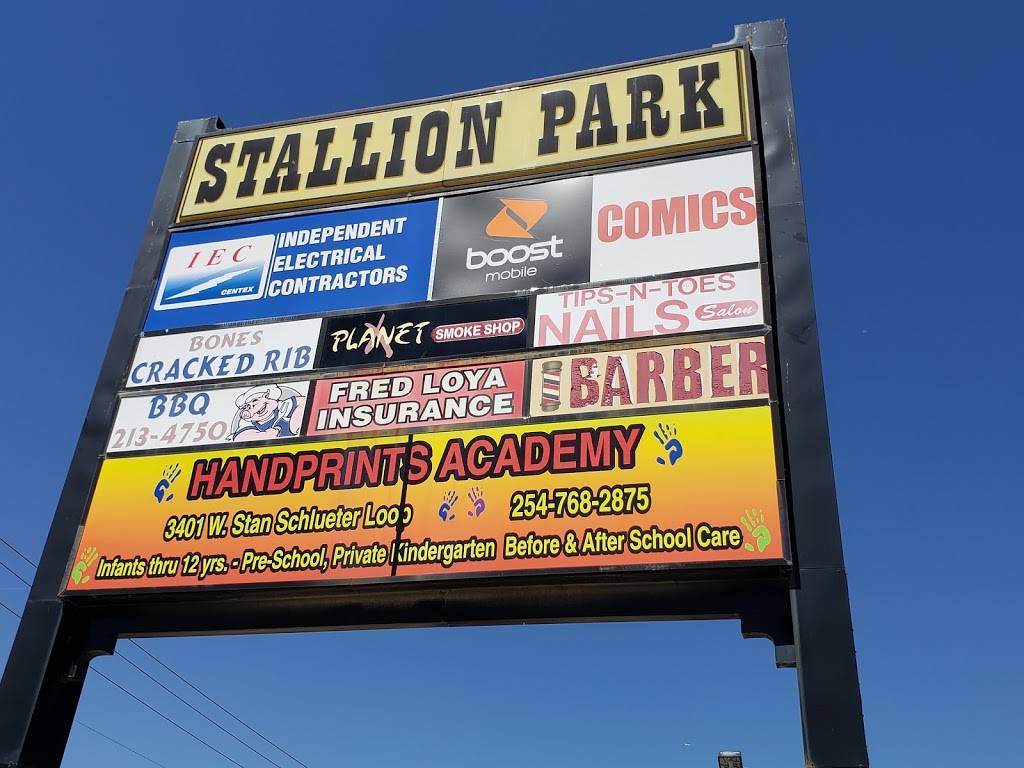 STALLION PARK
IEC
CENTEX
INDEPENDENT
ELECTRICAL
CONTRACTORS
boost
mobile
COMICS
BONES
CRACKED RIB
PLANET X SMOKE SHOP
TIPS-N-TOES
NAILS Salon
BBQ
213-4750
FRED LOYA
INSURANCE
BARBER
HANDPRINTS ACADEMY
3401 W. Stan Schlueter Loop 254-768-2875
Infants thru 12 yrs. - Pre-School, Private Kindergarten Before & After School Care